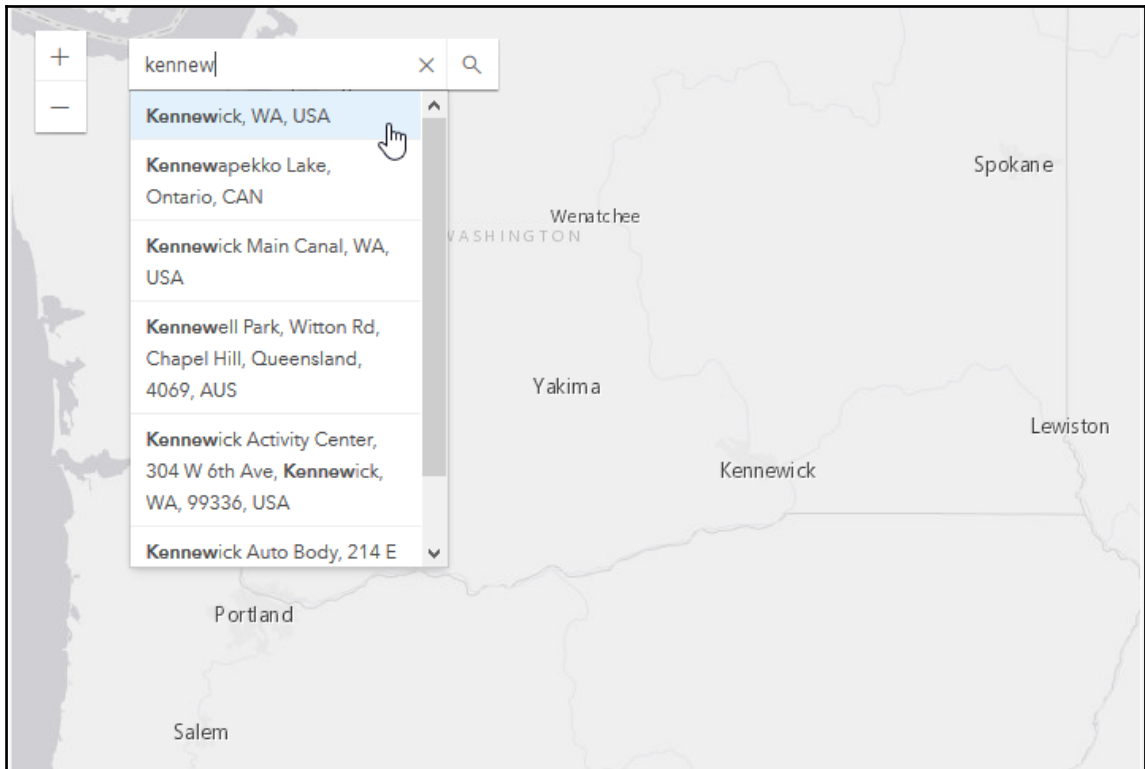 +
−
kennew
Kennewick, WA, USA
Kennewapekko Lake,
Ontario, CAN
Kennewick Main Canal, WA,
USA
Kennewell Park, Witton Rd,
Chapel Hill, Queensland,
4069, AUS
Kennewick Activity Center,
304 W 6th Ave, Kennewick,
WA, 99336, USA
Kennewick Auto Body, 214 E
Spokane
Wenatchee
WASHINGTON
Yakima
Lewiston
Kennewick
Portland
Salem